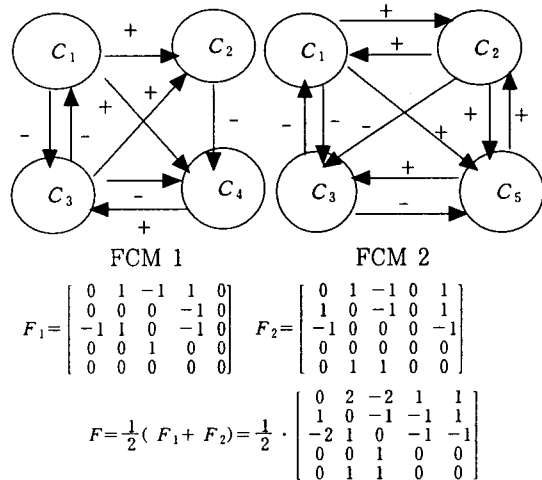 C1 + C2
+ +
- - -
C3 - C4
+
C1 + C2
+
- - - + + +
C3 + C5
-
FCM 1 FCM 2
F1= [ 0 1 -1 1 0
0 0 0 -1 0
-1 1 0 -1 0
0 0 1 0 0
0 0 0 0 0 ]
F2= [ 0 1 -1 0 1
1 0 -1 0 1
-1 0 0 0 -1
0 0 0 0 0
0 1 1 0 0 ]
F=1/2( F1+ F2)=1/2 · [ 0 2 -2 1 1
1 0 -1 -1 1
-2 1 0 -1 -1
0 0 1 0 0
0 1 1 0 0 ]